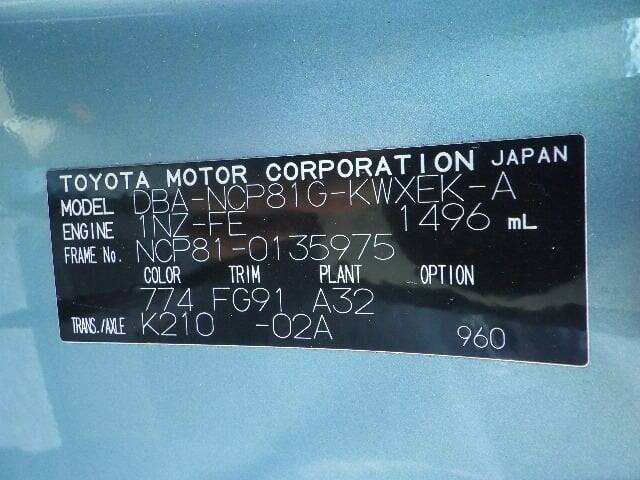 TOYOTA MOTOR CORPORATION JAPAN
MODEL DBA-NCP81G-KWXEK-A
ENGINE 1NZ-FE 1496 mL
FRAME No. NCP81-0135975
COLOR TRIM PLANT OPTION
774 FG91 A32
TRANS./AXLE K210 -02A 960